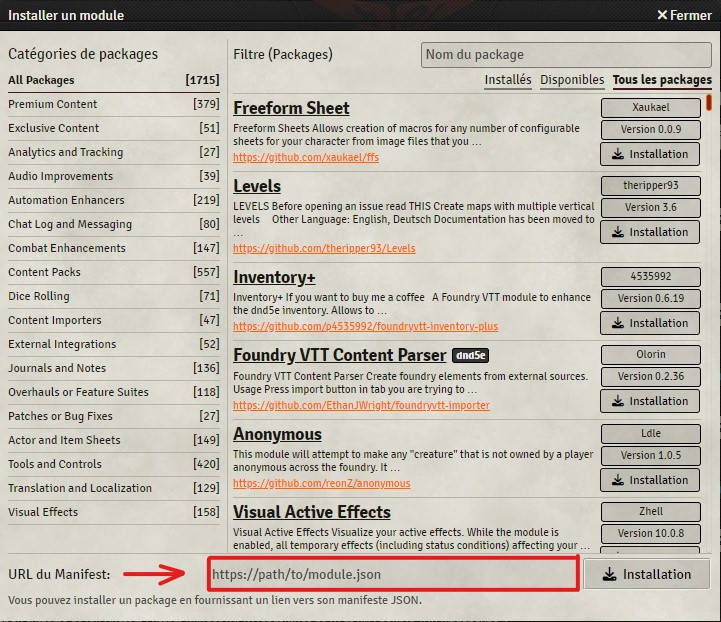 Installer un module
Fermer
Catégories de packages
All Packages [1715]
Premium Content [379]
Exclusive Content [51]
Analytics and Tracking [27]
Audio Improvements [39]
Automation Enhancers [219]
Chat Log and Messaging [80]
Combat Enhancements [147]
Content Packs [557]
Dice Rolling [71]
Content Importers [47]
External Integrations [52]
Journals and Notes [136]
Overhauls or Feature Suites [118]
Patches or Bug Fixes [27]
Actor and Item Sheets [149]
Tools and Controls [420]
Translation and Localization [129]
Visual Effects [158]
Filtre (Packages)
Nom du package
Installés Disponibles Tous les packages
Freeform Sheet
Freeform Sheets Allows creation of macros for any number of configurable
sheets for your character from image files that you ...
https://github.com/xaukael/ffs
Xaukael
Version 0.0.9
Installation
Levels
LEVELS Before opening an issue read THIS Create maps with multiple vertical
levels Other Language: English, Deutsch Documentation has been moved to
...
https://github.com/theripper93/Levels
theripper93
Version 3.6
Installation
Inventory+
Inventory+ If you want to buy me a coffee A Foundry VTT module to enhance
the dnd5e inventory. Allows to ...
https://github.com/p4535992/foundryvtt-inventory-plus
4535992
Version 0.6.19
Installation
Foundry VTT Content Parser dnd5e
Foundry VTT Content Parser Create foundry elements from external sources.
Usage Press import button in tab you are trying to ...
https://github.com/EthanJWright/foundryvtt-importer
Olorin
Version 0.2.36
Installation
Anonymous
This module will attempt to make any "creature" that is not owned by a player
anonymous across the foundry. It ...
https://github.com/reonZ/anonymous
Ldle
Version 1.0.5
Installation
Visual Active Effects
Visual Active Effects Visualize your active effects. While the module is
enabled, all temporary effects (including status conditions) affecting your ...
Zhell
Version 10.0.8
URL du Manifest:
https://path/to/module.json
Installation
Vous pouvez installer un package en fournissant un lien vers son manifeste JSON.